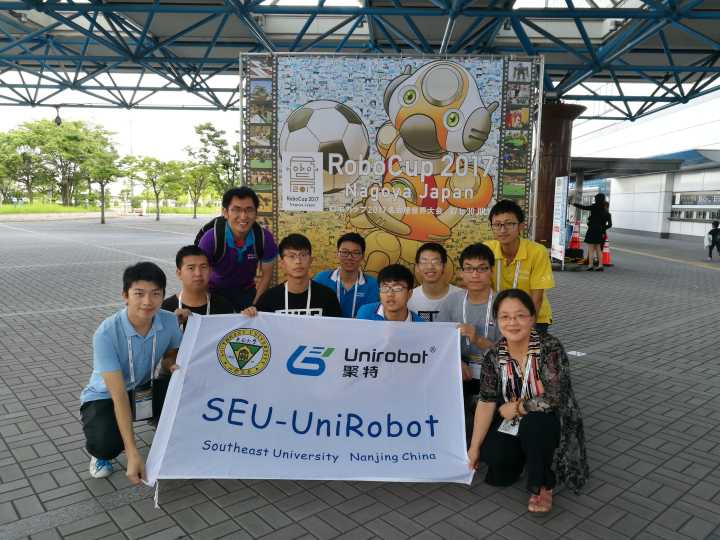 RoboCup 2017
Nagoya Japan
ROBOCUP 2017
Unirobot®
聚特
SEU-UniRobot
Southeast University Nanjing China